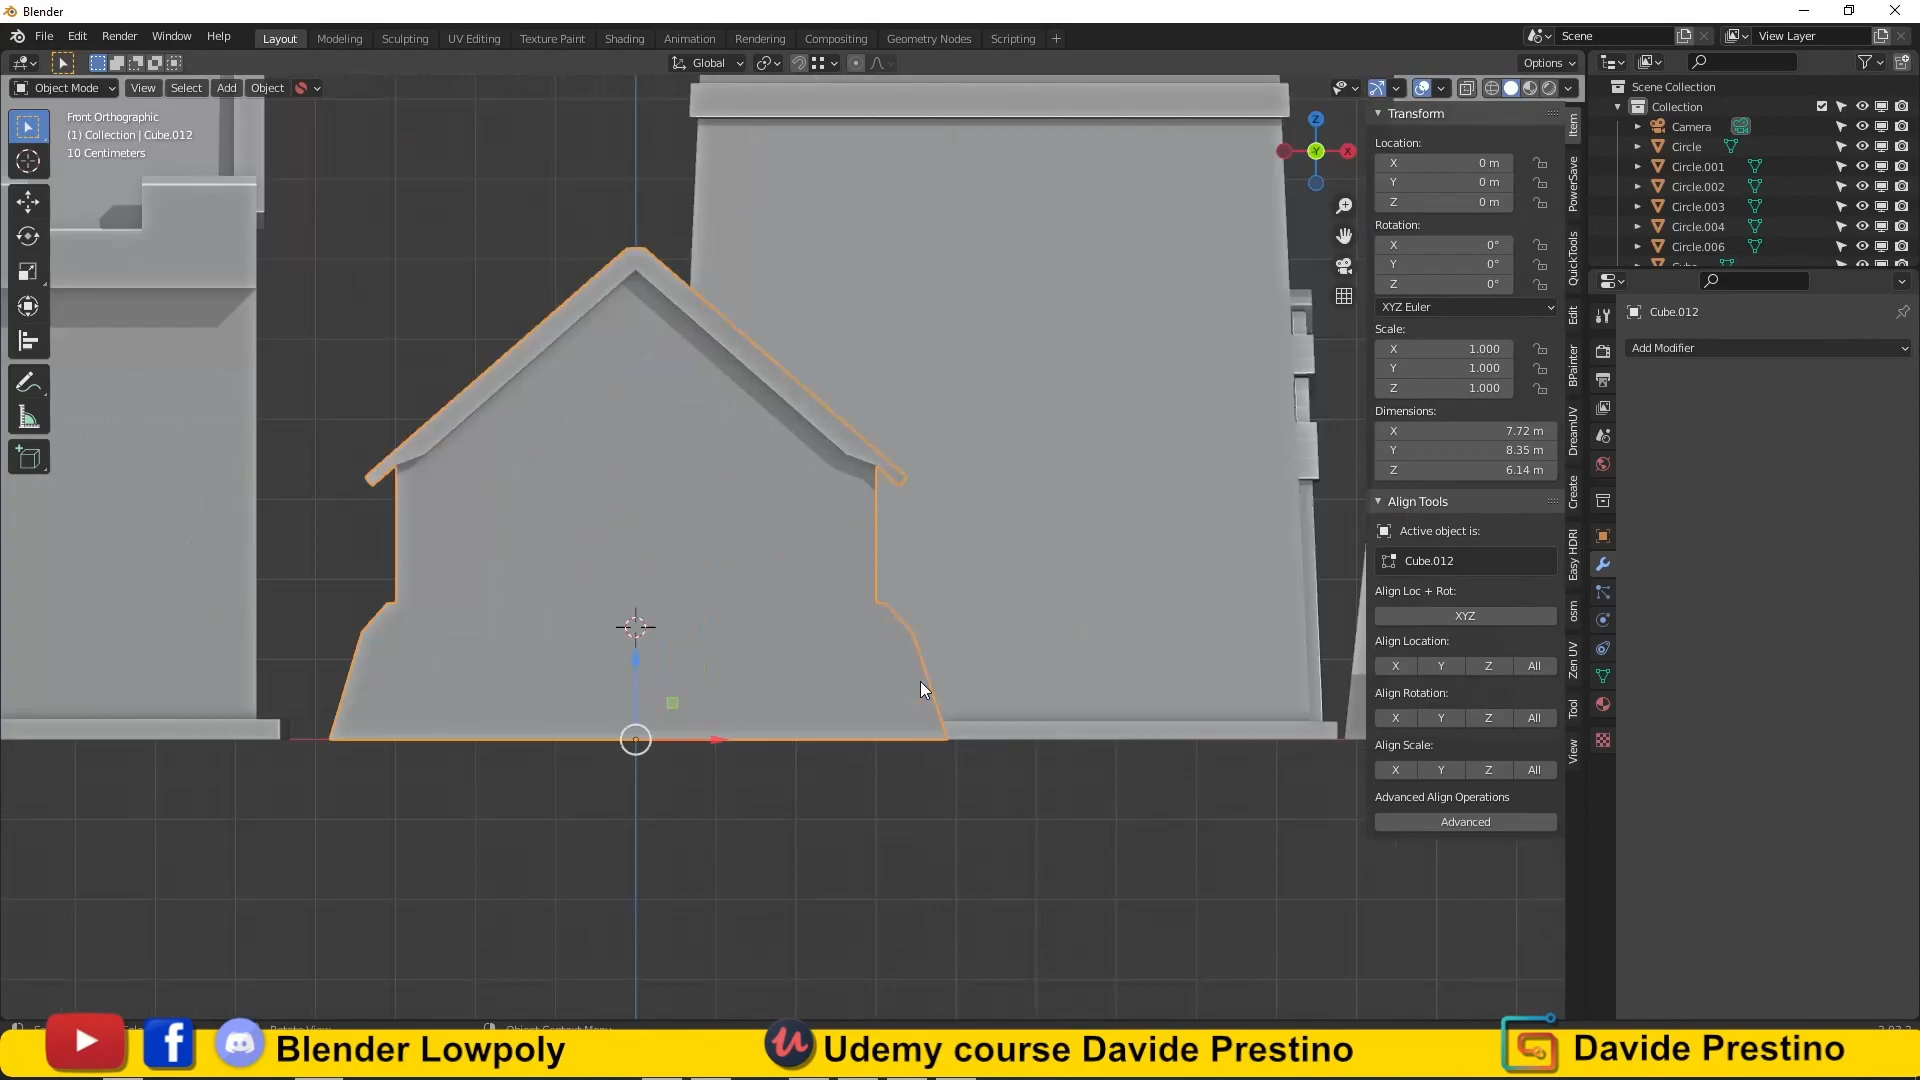 Blender
File Edit Render Window Help
Layout Modeling Sculpting UV Editing Texture Paint Shading Animation Rendering Compositing Geometry Nodes Scripting +
Scene
View Layer
Global
Options
Object Mode View Select Add Object
Front Orthographic
(1) Collection | Cube.012
10 Centimeters
Z
Y
X
Transform
Location:
X 0 m
Y 0 m
Z 0 m
Rotation:
X 0°
Y 0°
Z 0°
XYZ Euler
Scale:
X 1.000
Y 1.000
Z 1.000
Dimensions:
X 7.72 m
Y 8.35 m
Z 6.14 m
Align Tools
Active object is:
Cube.012
Align Loc + Rot:
XYZ
Align Location:
X Y Z All
Align Rotation:
X Y Z All
Align Scale:
X Y Z All
Advanced Align Operations
Advanced
Item
PowerSave
QuickTools
Edit
BPainter
DreamUV
Create
Easy HDRI
osm
Zen UV
Tool
View
Scene Collection
Collection
Camera
Circle
Circle.001
Circle.002
Circle.003
Circle.004
Circle.006
Cube.012
Add Modifier
Blender Lowpoly
Udemy course Davide Prestino
Davide Prestino